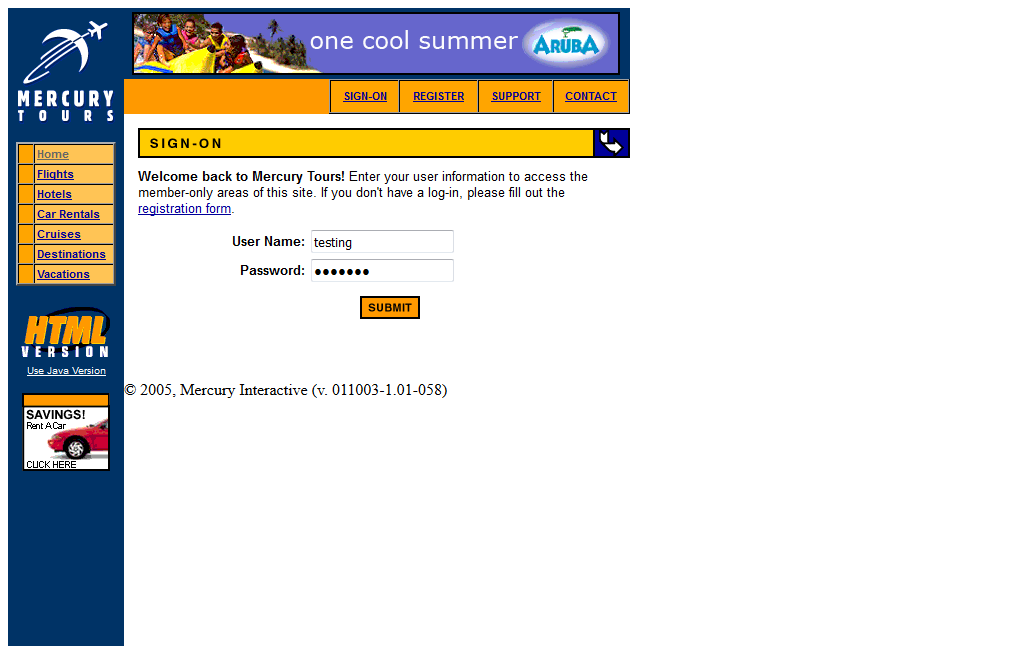 MERCURY
TOURS
one cool summer
ARUBA
SIGN-ON
REGISTER
SUPPORT
CONTACT
Home
Flights
Hotels
Car Rentals
Cruises
Destinations
Vacations
HTML
VERSION
Use Java Version
SAVINGS!
Rent A Car
CLICK HERE
SIGN-ON
Welcome back to Mercury Tours! Enter your user information to access the
member-only areas of this site. If you don't have a log-in, please fill out the
registration form.
User Name: testing
Password: ●●●●●●●
SUBMIT
© 2005, Mercury Interactive (v. 011003-1.01-058)